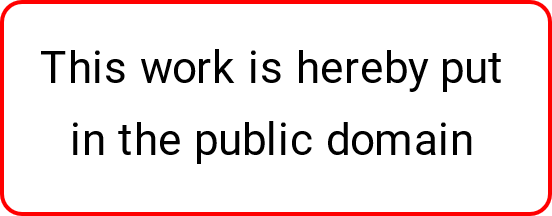 This work is hereby put
in the public domain